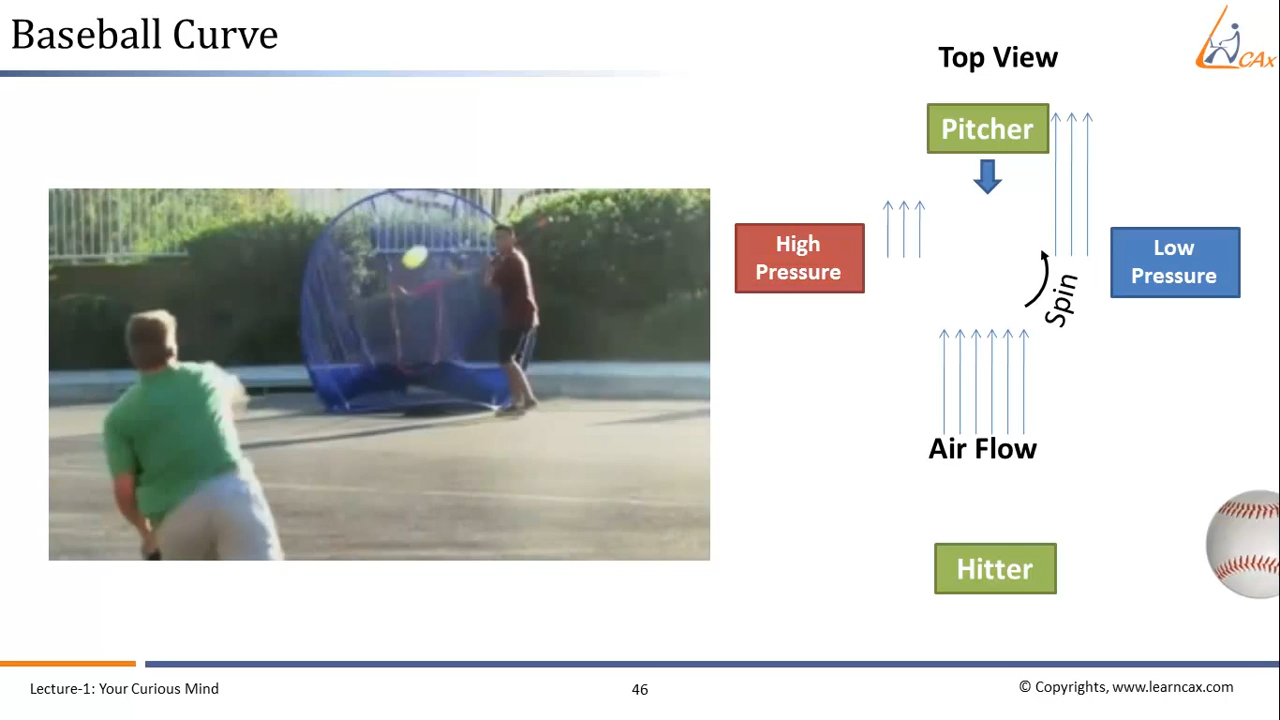 Baseball Curve
CAx
Top View
Pitcher
High
Pressure
Low
Pressure
Spin
Air Flow
Hitter
Lecture-1: Your Curious Mind
46
© Copyrights, www.learncax.com